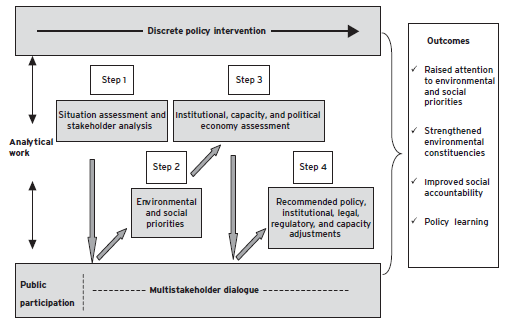 Discrete policy intervention
Step 1
Step 3
Situation assessment and
stakeholder analysis
Institutional, capacity, and political
economy assessment
Analytical
work
Step 2
Step 4
Environmental
and social
priorities
Recommended policy,
institutional, legal,
regulatory, and capacity
adjustments
Public
participation
Multistakeholder dialogue
Outcomes
✓ Raised attention
to environmental
and social
priorities
✓ Strengthened
environmental
constituencies
✓ Improved social
accountability
✓ Policy learning